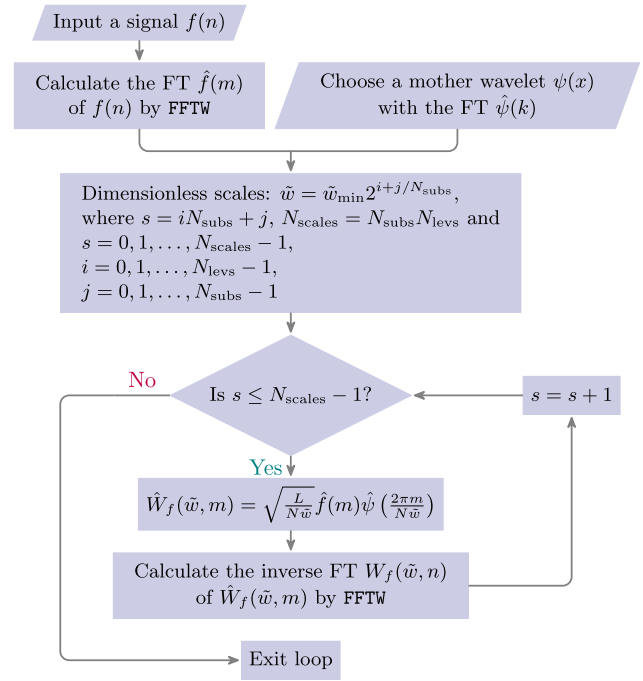 Input a signal f(n)
Calculate the FT f̂(m)
of f(n) by FFTW
Choose a mother wavelet ψ(x)
with the FT ψ̂(k)
Dimensionless scales: w̃ = w̃_min 2^{i+j/N_subs},
where s = iN_subs + j, N_scales = N_subs N_levs and
s = 0, 1, . . . , N_scales − 1,
i = 0, 1, . . . , N_levs − 1,
j = 0, 1, . . . , N_subs − 1
No
Is s ≤ N_scales − 1?
s = s + 1
Yes
Ŵ_f(w̃, m) = √(L/(Nw̃)) f̂(m)ψ̂(2πm/(Nw̃))
Calculate the inverse FT W_f(w̃, n)
of Ŵ_f(w̃, m) by FFTW
Exit loop